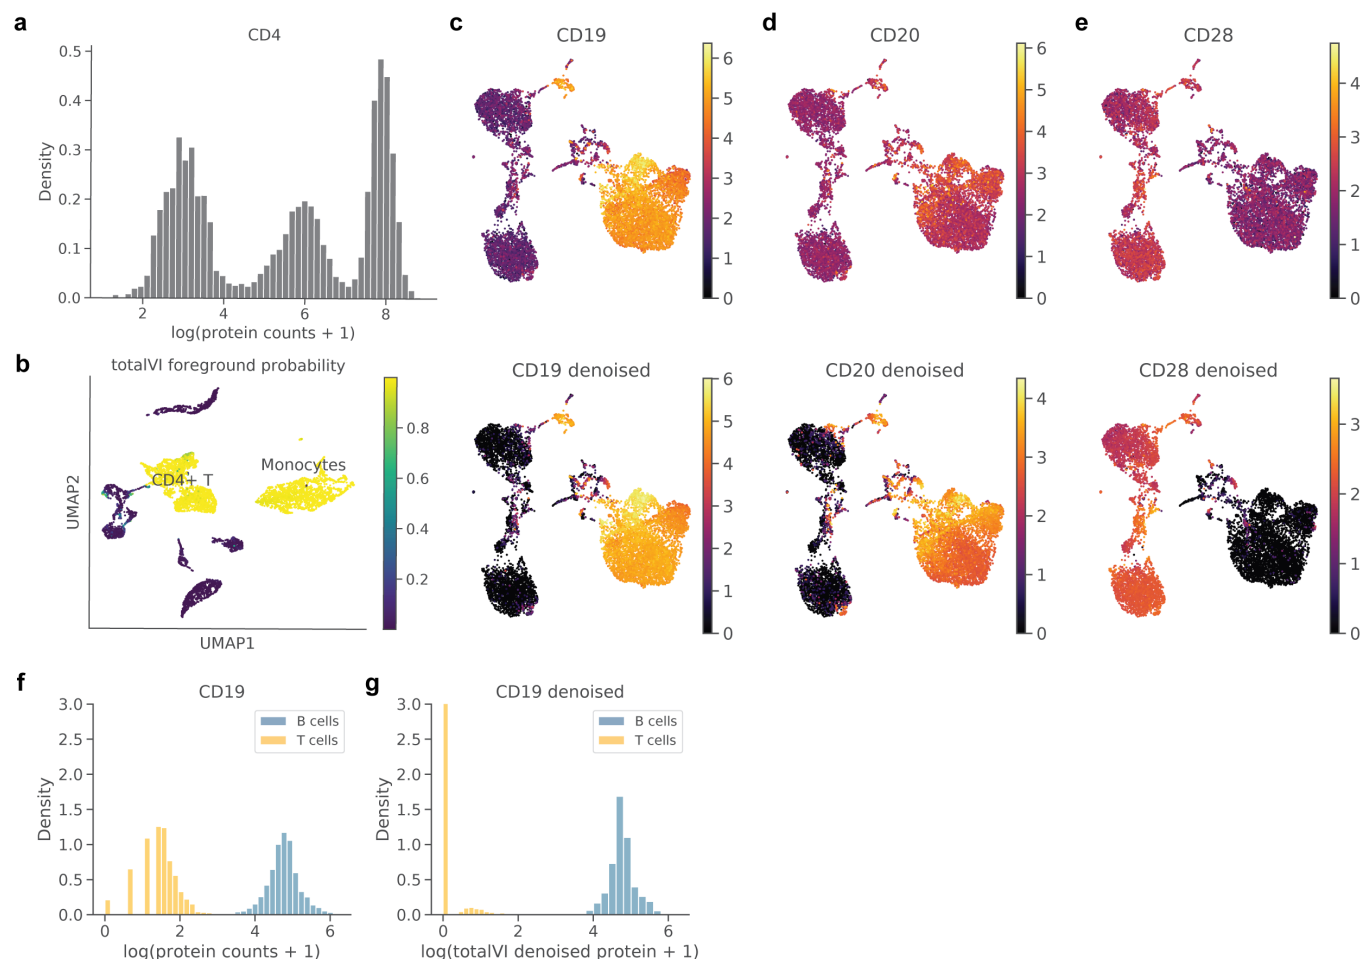 a
CD4
0.5
0.4
0.3
0.2
0.1
0.0
Density
2 4 6 8
log(protein counts + 1)
b
totalVI foreground probability
CD4+ T
Monocytes
UMAP2
UMAP1
0.8
0.6
0.4
0.2
c
CD19
6
5
4
3
2
1
0
CD19 denoised
6
5
4
3
2
1
0
d
CD20
6
5
4
3
2
1
0
CD20 denoised
4
3
2
1
0
e
CD28
4
3
2
1
0
CD28 denoised
3
2
1
0
f
CD19
3.0
2.5
2.0
1.5
1.0
0.5
0.0
Density
B cells
T cells
0 2 4 6
log(protein counts + 1)
g
CD19 denoised
3.0
2.5
2.0
1.5
1.0
0.5
0.0
Density
B cells
T cells
0 2 4 6
log(totalVI denoised protein + 1)